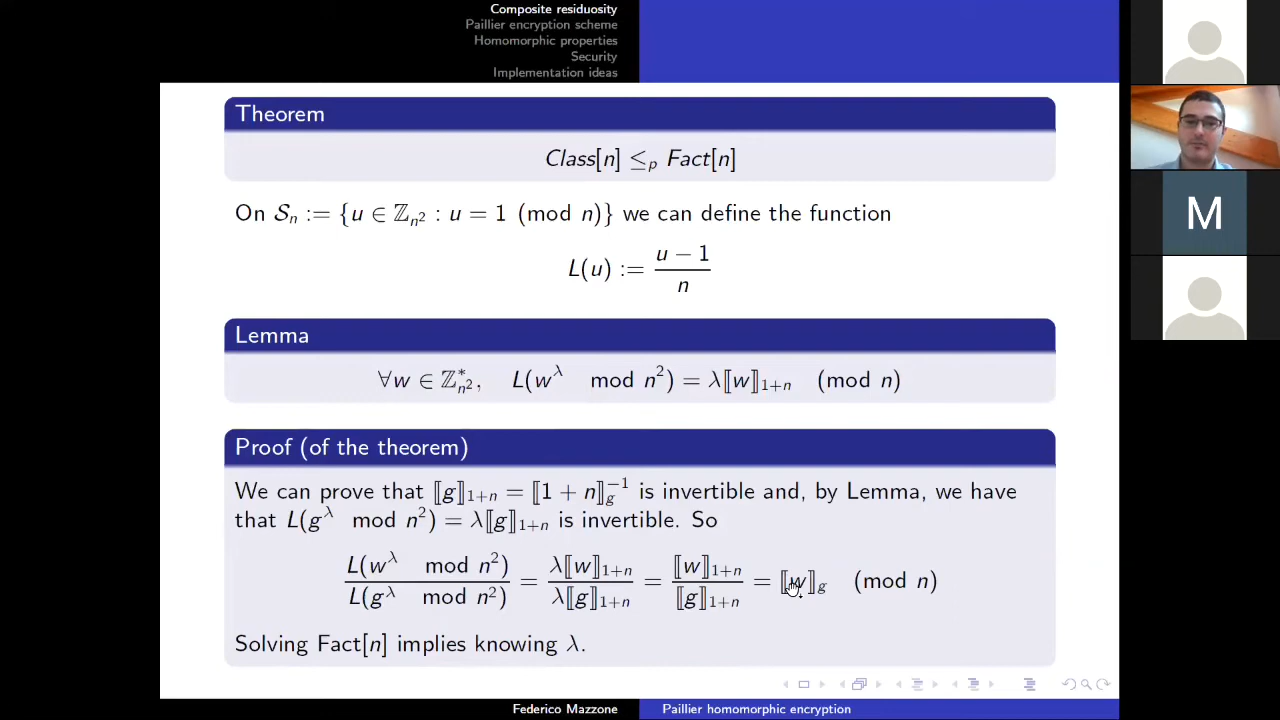 Composite residuosity
Paillier encryption scheme
Homomorphic properties
Security
Implementation ideas
Theorem
Class[n] ≤p Fact[n]
On 𝒮n := {u ∈ ℤn² : u = 1 (mod n)} we can define the function
L(u) := (u − 1) / n
Lemma
∀w ∈ ℤ*n², L(w^λ mod n²) = λ⟦w⟧1+n (mod n)
Proof (of the theorem)
We can prove that ⟦g⟧1+n = ⟦1 + n⟧g⁻¹ is invertible and, by Lemma, we have
that L(g^λ mod n²) = λ⟦g⟧1+n is invertible. So
L(w^λ mod n²) / L(g^λ mod n²) = λ⟦w⟧1+n / λ⟦g⟧1+n = ⟦w⟧1+n / ⟦g⟧1+n = ⟦w⟧g (mod n)
Solving Fact[n] implies knowing λ.
Federico Mazzone
Paillier homomorphic encryption
M